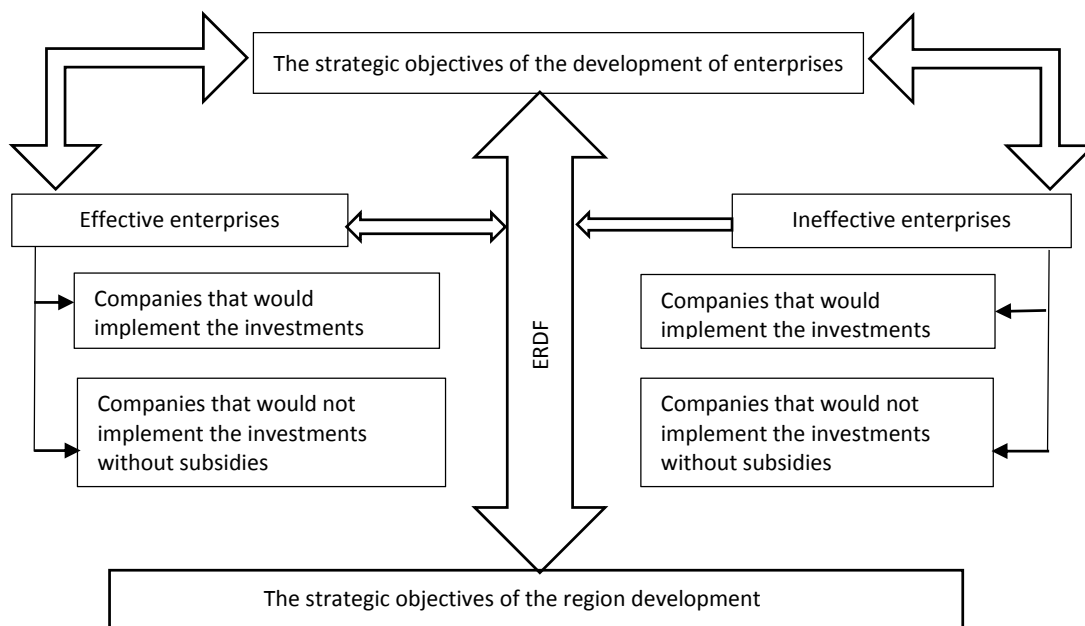 The strategic objectives of the development of enterprises
Effective enterprises
Ineffective enterprises
Companies that would
implement the investments
Companies that would not
implement the investments
without subsidies
ERDF
Companies that would
implement the investments
Companies that would not
implement the investments
without subsidies
The strategic objectives of the region development